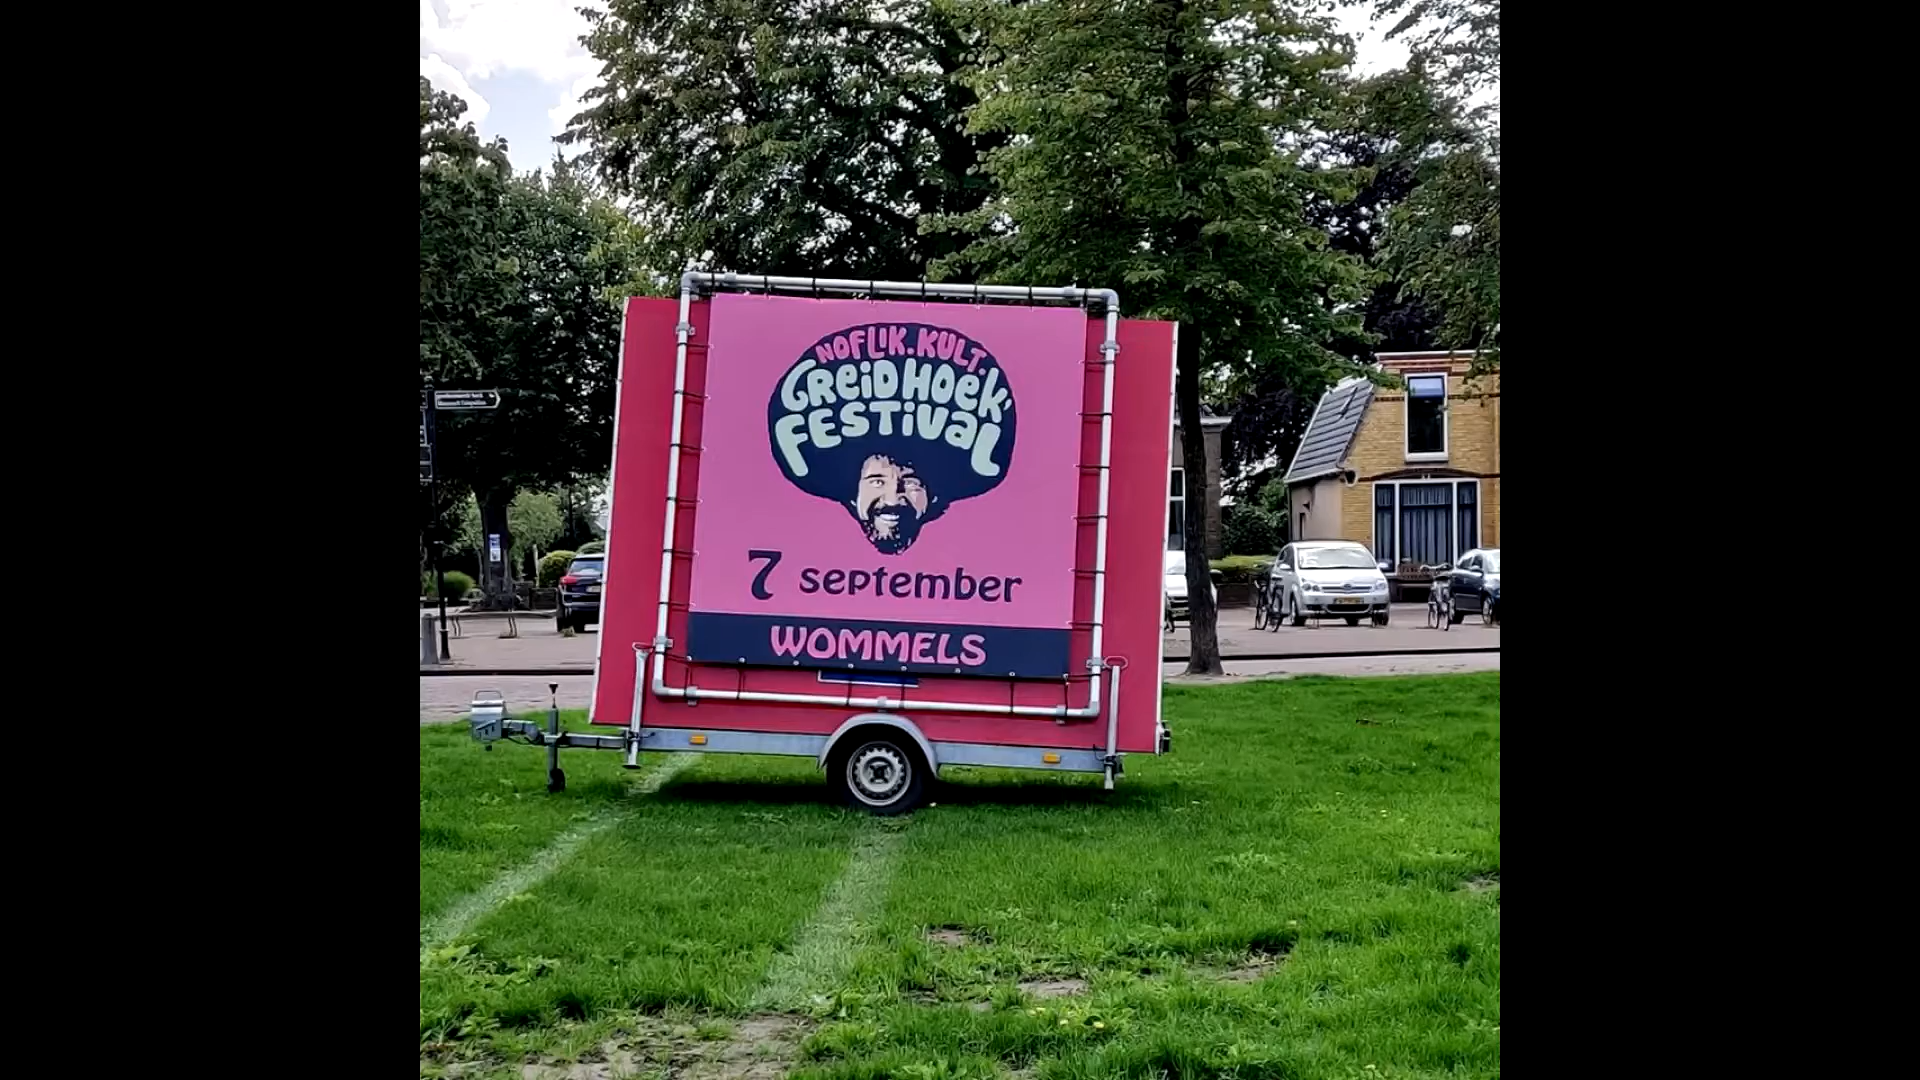 NOFLIK.KULT.
GREIDHOEK
FESTIVAL
7 september
WOMMELS